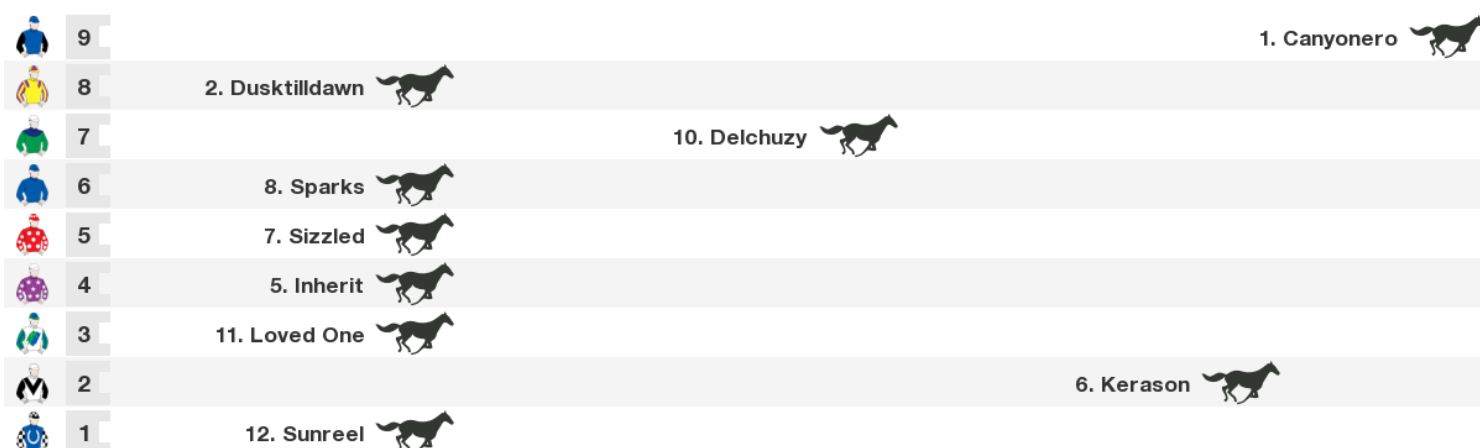 9 1. Canyonero
8 2. Dusktilldawn
7 10. Delchuzy
6 8. Sparks
5 7. Sizzled
4 5. Inherit
3 11. Loved One
2 6. Kerason
1 12. Sunreel